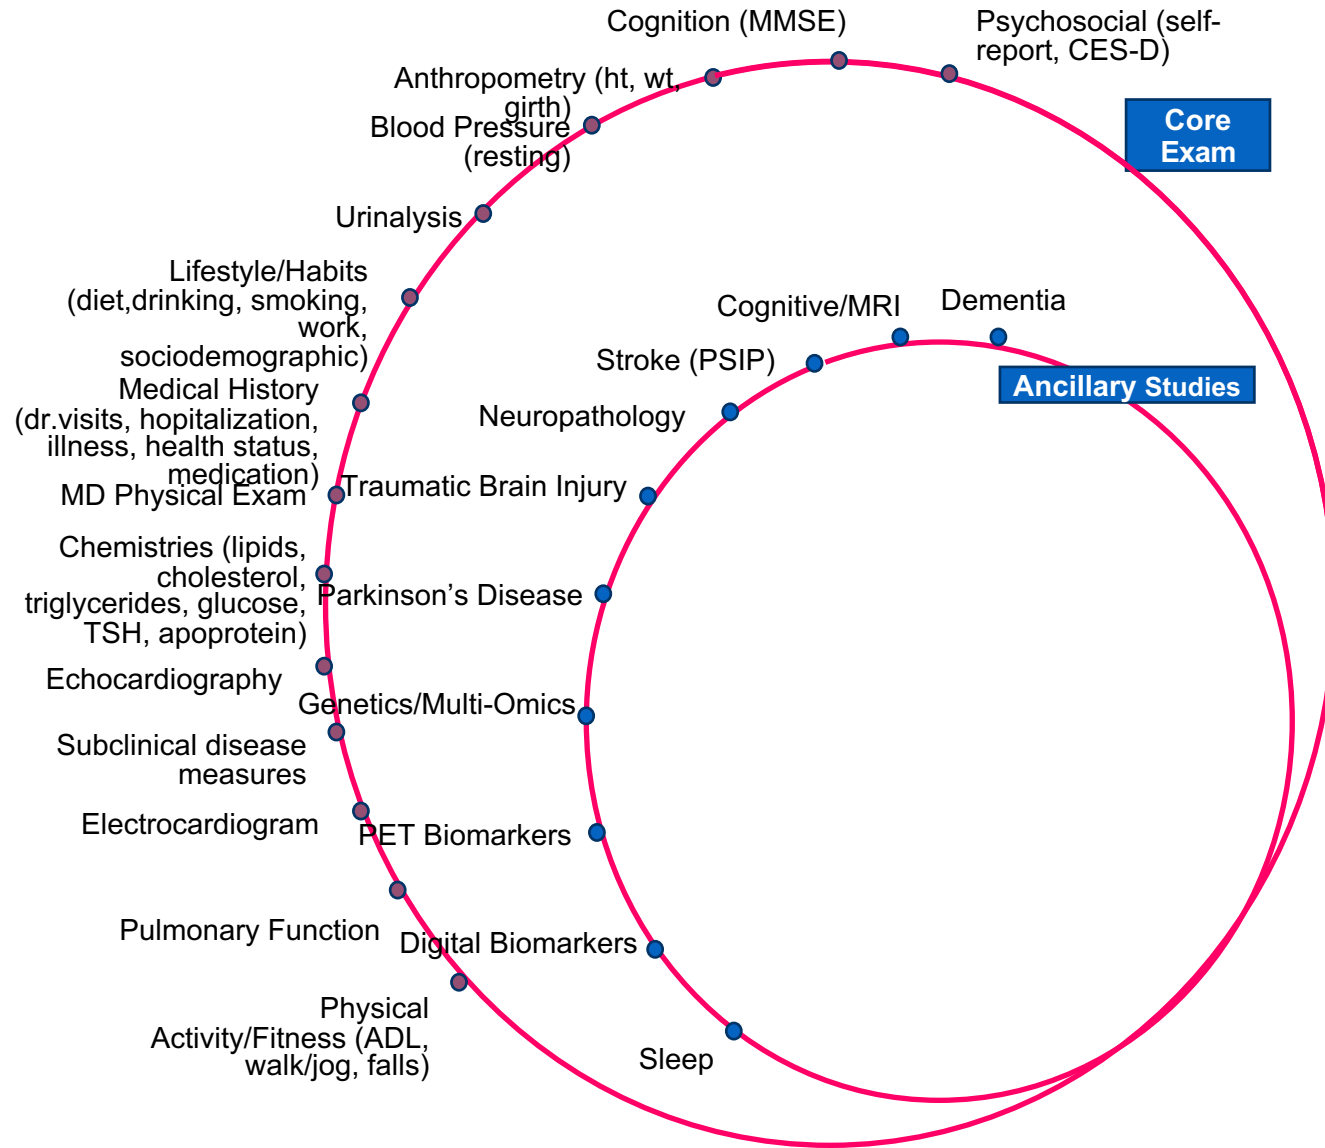 Cognition (MMSE)
Psychosocial (self-
report, CES-D)
Anthropometry (ht, wt,
girth)
Blood Pressure
(resting)
Core
Exam
Urinalysis
Lifestyle/Habits
(diet,drinking, smoking,
work,
sociodemographic)
Medical History
(dr.visits, hopitalization,
illness, health status,
medication)
MD Physical Exam
Chemistries (lipids,
cholesterol,
triglycerides, glucose,
TSH, apoprotein)
Echocardiography
Subclinical disease
measures
Electrocardiogram
Pulmonary Function
Physical
Activity/Fitness (ADL,
walk/jog, falls)
Dementia
Cognitive/MRI
Ancillary Studies
Stroke (PSIP)
Neuropathology
Traumatic Brain Injury
Parkinson’s Disease
Genetics/Multi-Omics
PET Biomarkers
Digital Biomarkers
Sleep